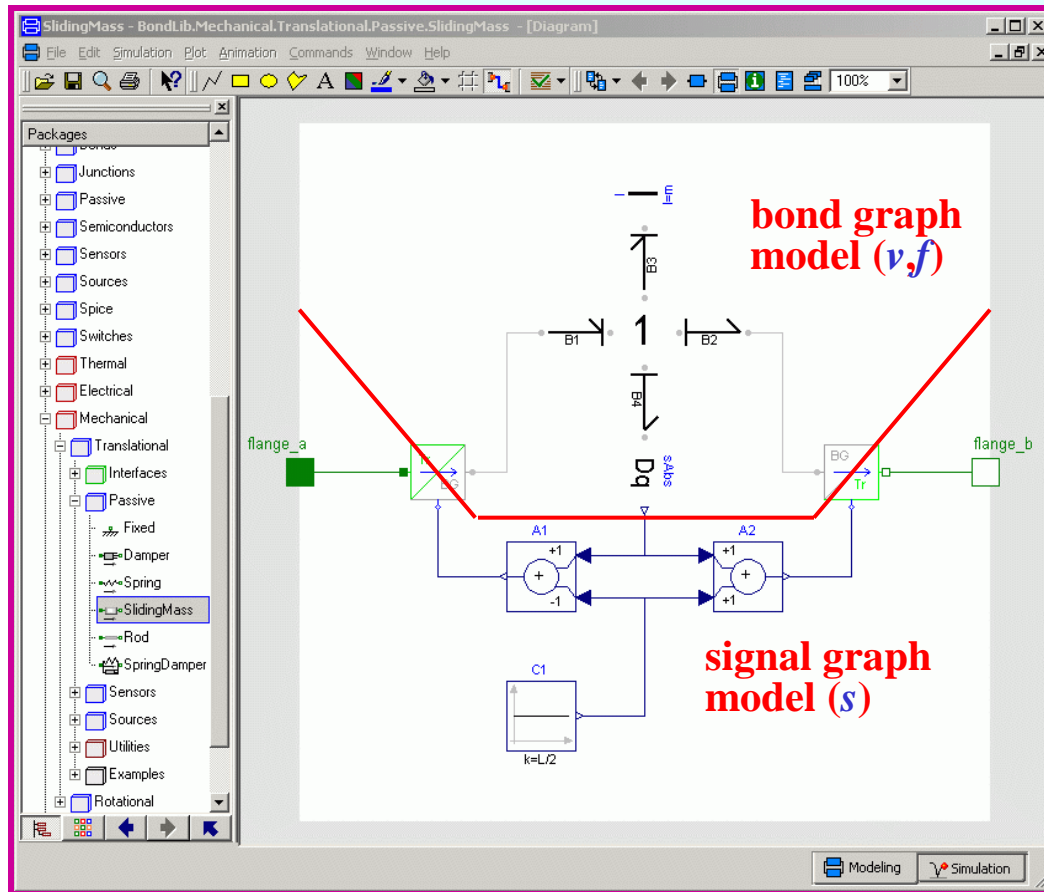 SlidingMass - BondLib.Mechanical.Translational.Passive.SlidingMass - [Diagram]
File Edit Simulation Plot Animation Commands Window Help
100%
Packages
Bonds
Junctions
Passive
Semiconductors
Sensors
Sources
Spice
Switches
Thermal
Electrical
Mechanical
Translational
Interfaces
Passive
Fixed
Damper
Spring
SlidingMass
Rod
SpringDamper
Sensors
Sources
Utilities
Examples
Rotational
I
m=I
bond graph
model (v,f)
B3
B1
1
B2
B4
flange_a
Tr
BG
Dq
sAbs
BG
Tr
flange_b
A1
+1
+
-1
A2
+1
+
+1
signal graph
model (s)
C1
k=L/2
Modeling
Simulation